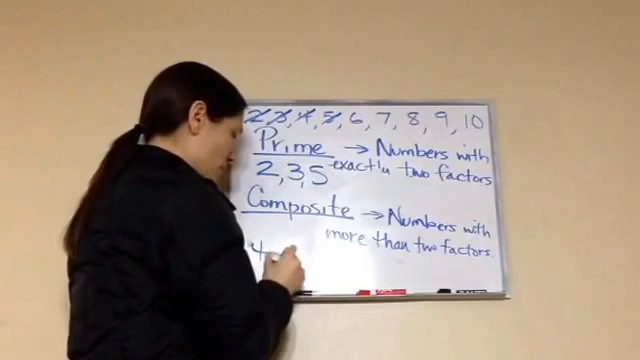 2, 3, 4, 5, 6, 7, 8, 9, 10
Prime → Numbers with
exactly two factors
2, 3, 5
Composite → Numbers with
more than two factors.
4